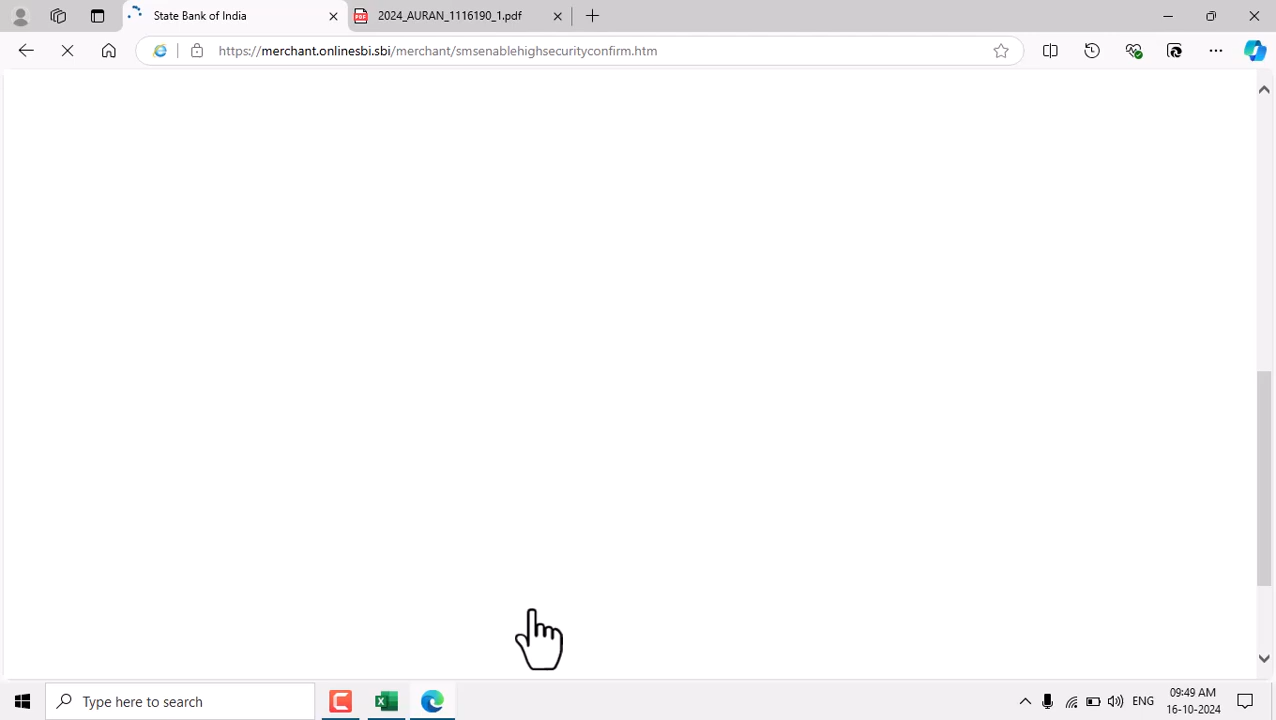 State Bank of India
2024_AURAN_1116190_1.pdf
https://merchant.onlinesbi.sbi/merchant/smsenablehighsecurityconfirm.htm
Type here to search
ENG
09:49 AM
16-10-2024